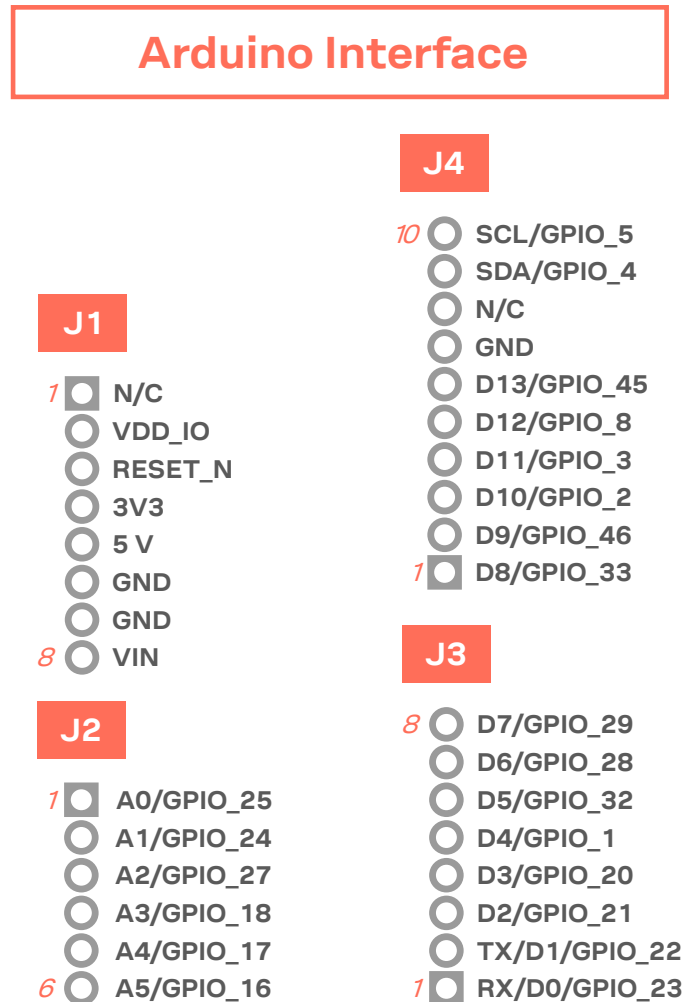 Arduino Interface
J1
1 N/C
VDD_IO
RESET_N
3V3
5 V
GND
GND
8 VIN
J2
1 A0/GPIO_25
A1/GPIO_24
A2/GPIO_27
A3/GPIO_18
A4/GPIO_17
6 A5/GPIO_16
J4
10 SCL/GPIO_5
SDA/GPIO_4
N/C
GND
D13/GPIO_45
D12/GPIO_8
D11/GPIO_3
D10/GPIO_2
D9/GPIO_46
1 D8/GPIO_33
J3
8 D7/GPIO_29
D6/GPIO_28
D5/GPIO_32
D4/GPIO_1
D3/GPIO_20
D2/GPIO_21
TX/D1/GPIO_22
1 RX/D0/GPIO_23